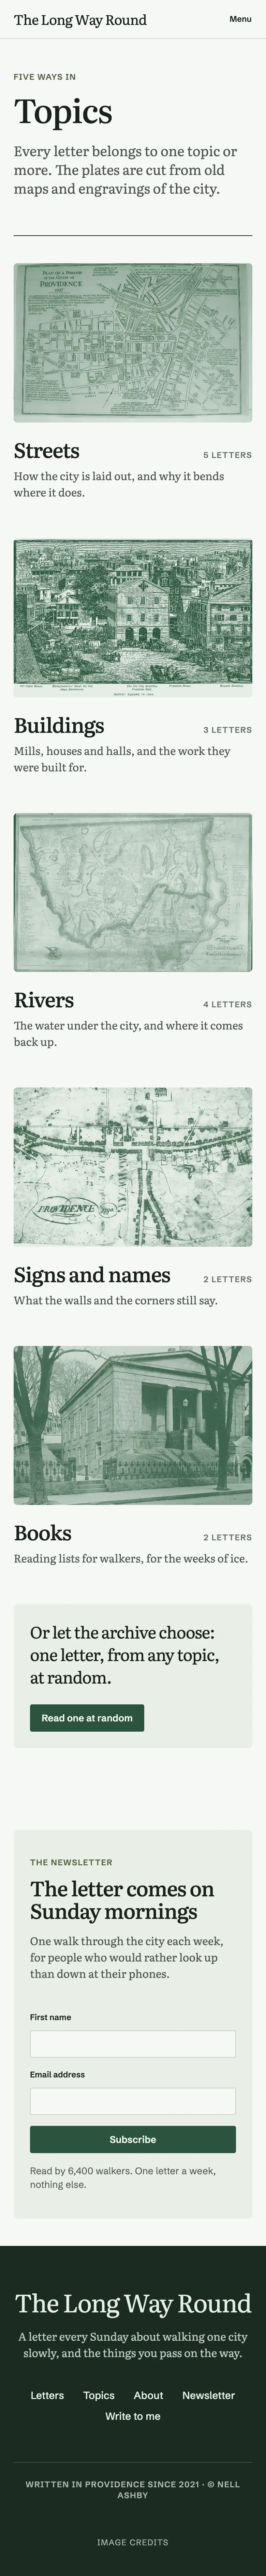 The Long Way Round
Menu
FIVE WAYS IN
Topics
Every letter belongs to one topic or
more. The plates are cut from old
maps and engravings of the city.
Streets
5 LETTERS
How the city is laid out, and why it bends
where it does.
Buildings
3 LETTERS
Mills, houses and halls, and the work they
were built for.
Rivers
4 LETTERS
The water under the city, and where it comes
back up.
PROVIDENCE
Signs and names
2 LETTERS
What the walls and the corners still say.
Books
2 LETTERS
Reading lists for walkers, for the weeks of ice.
Or let the archive choose:
one letter, from any topic,
at random.
Read one at random
THE NEWSLETTER
The letter comes on
Sunday mornings
One walk through the city each week,
for people who would rather look up
than down at their phones.
First name
Email address
Subscribe
Read by 6,400 walkers. One letter a week,
nothing else.
The Long Way Round
A letter every Sunday about walking one city
slowly, and the things you pass on the way.
Letters Topics About Newsletter
Write to me
WRITTEN IN PROVIDENCE SINCE 2021 · © NELL
ASHBY
IMAGE CREDITS